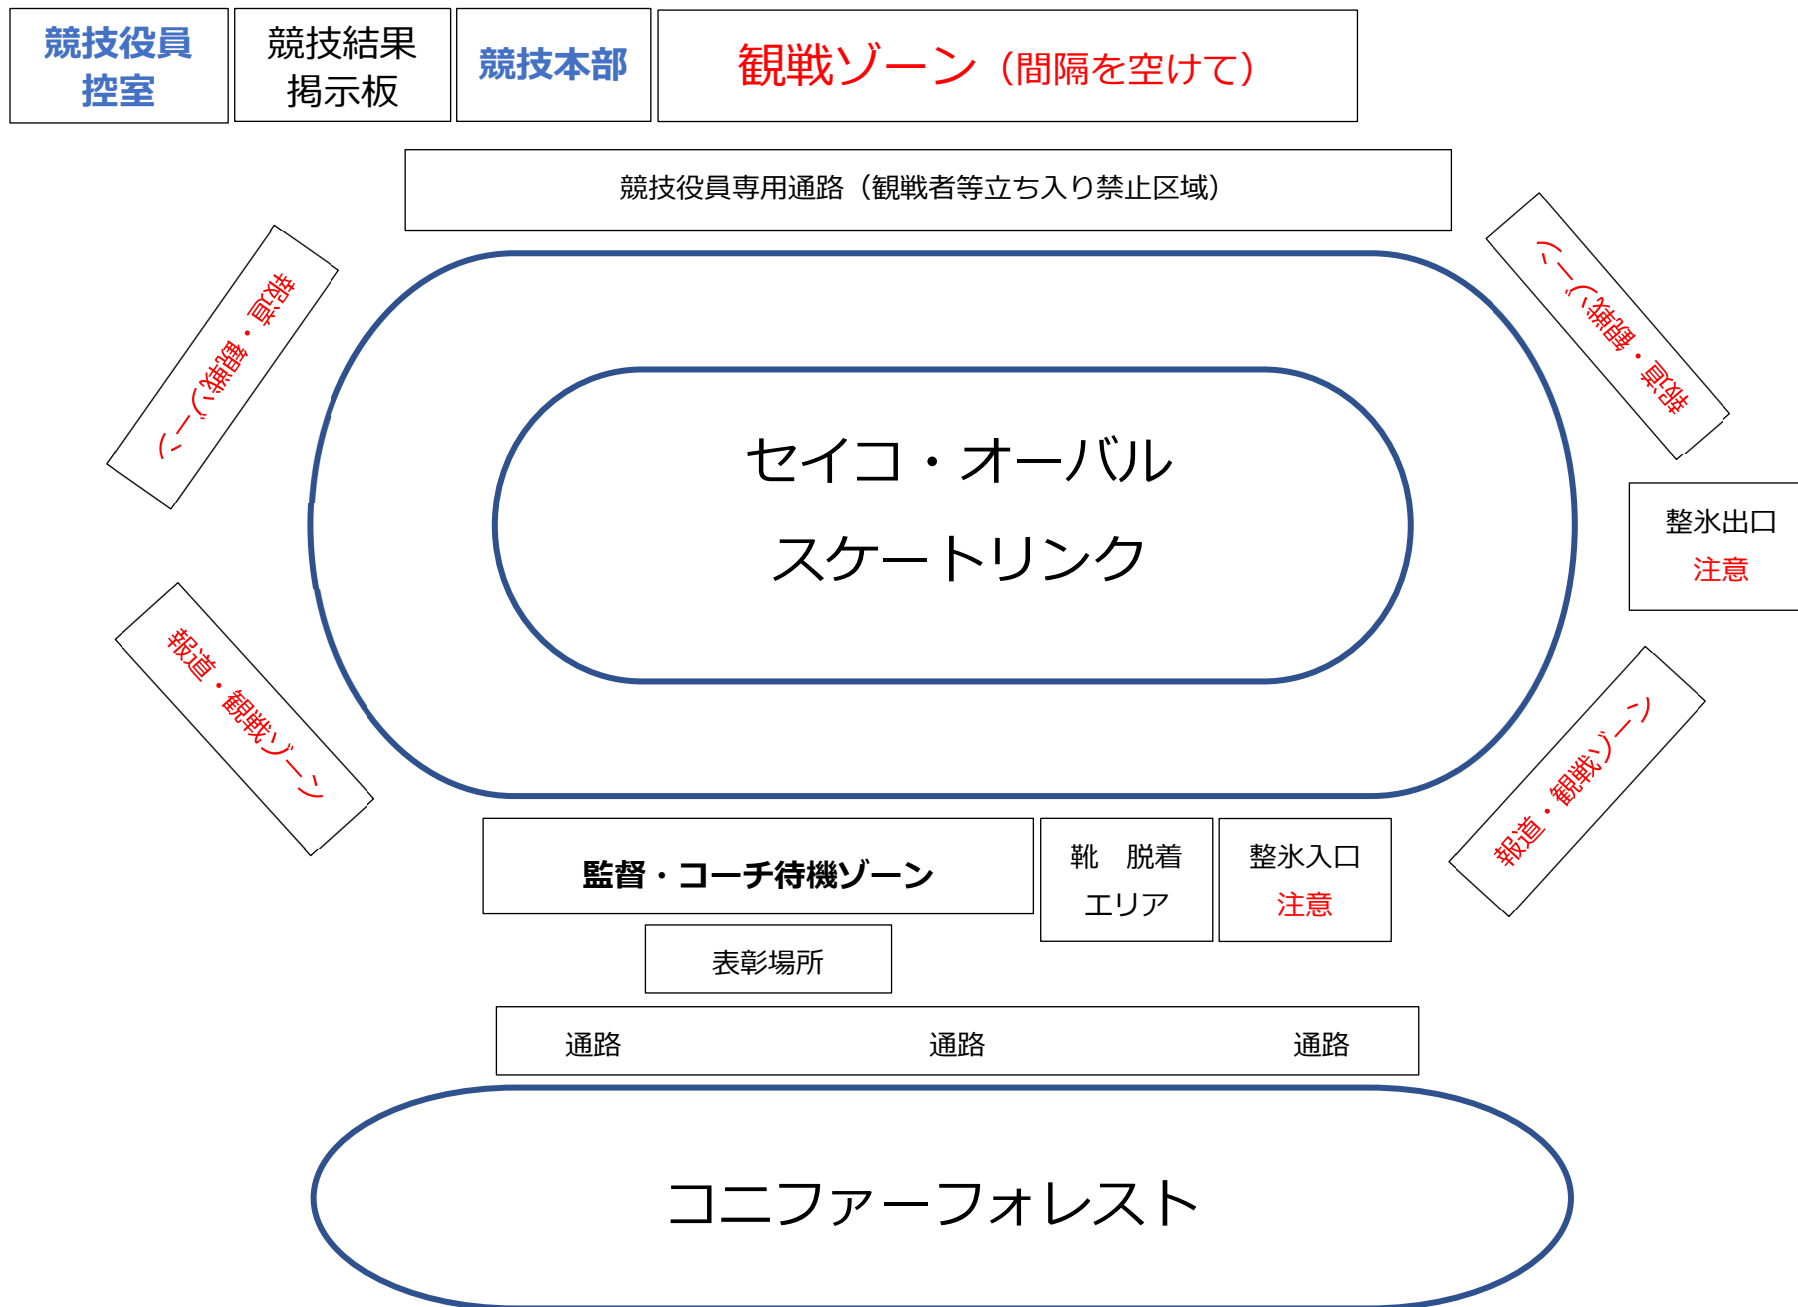 競技役員
控室
競技結果
掲示板
競技本部
観戦ゾーン（間隔を空けて）
競技役員専用通路（観戦者等立ち入り禁止区域）
報道・観戦ゾーン
報道・観戦ゾーン
セイコ・オーバル
スケートリンク
整氷出口
注意
報道・観戦ゾーン
報道・観戦ゾーン
監督・コーチ待機ゾーン
靴　脱着
エリア
整氷入口
注意
表彰場所
通路　通路　通路
コニファーフォレスト